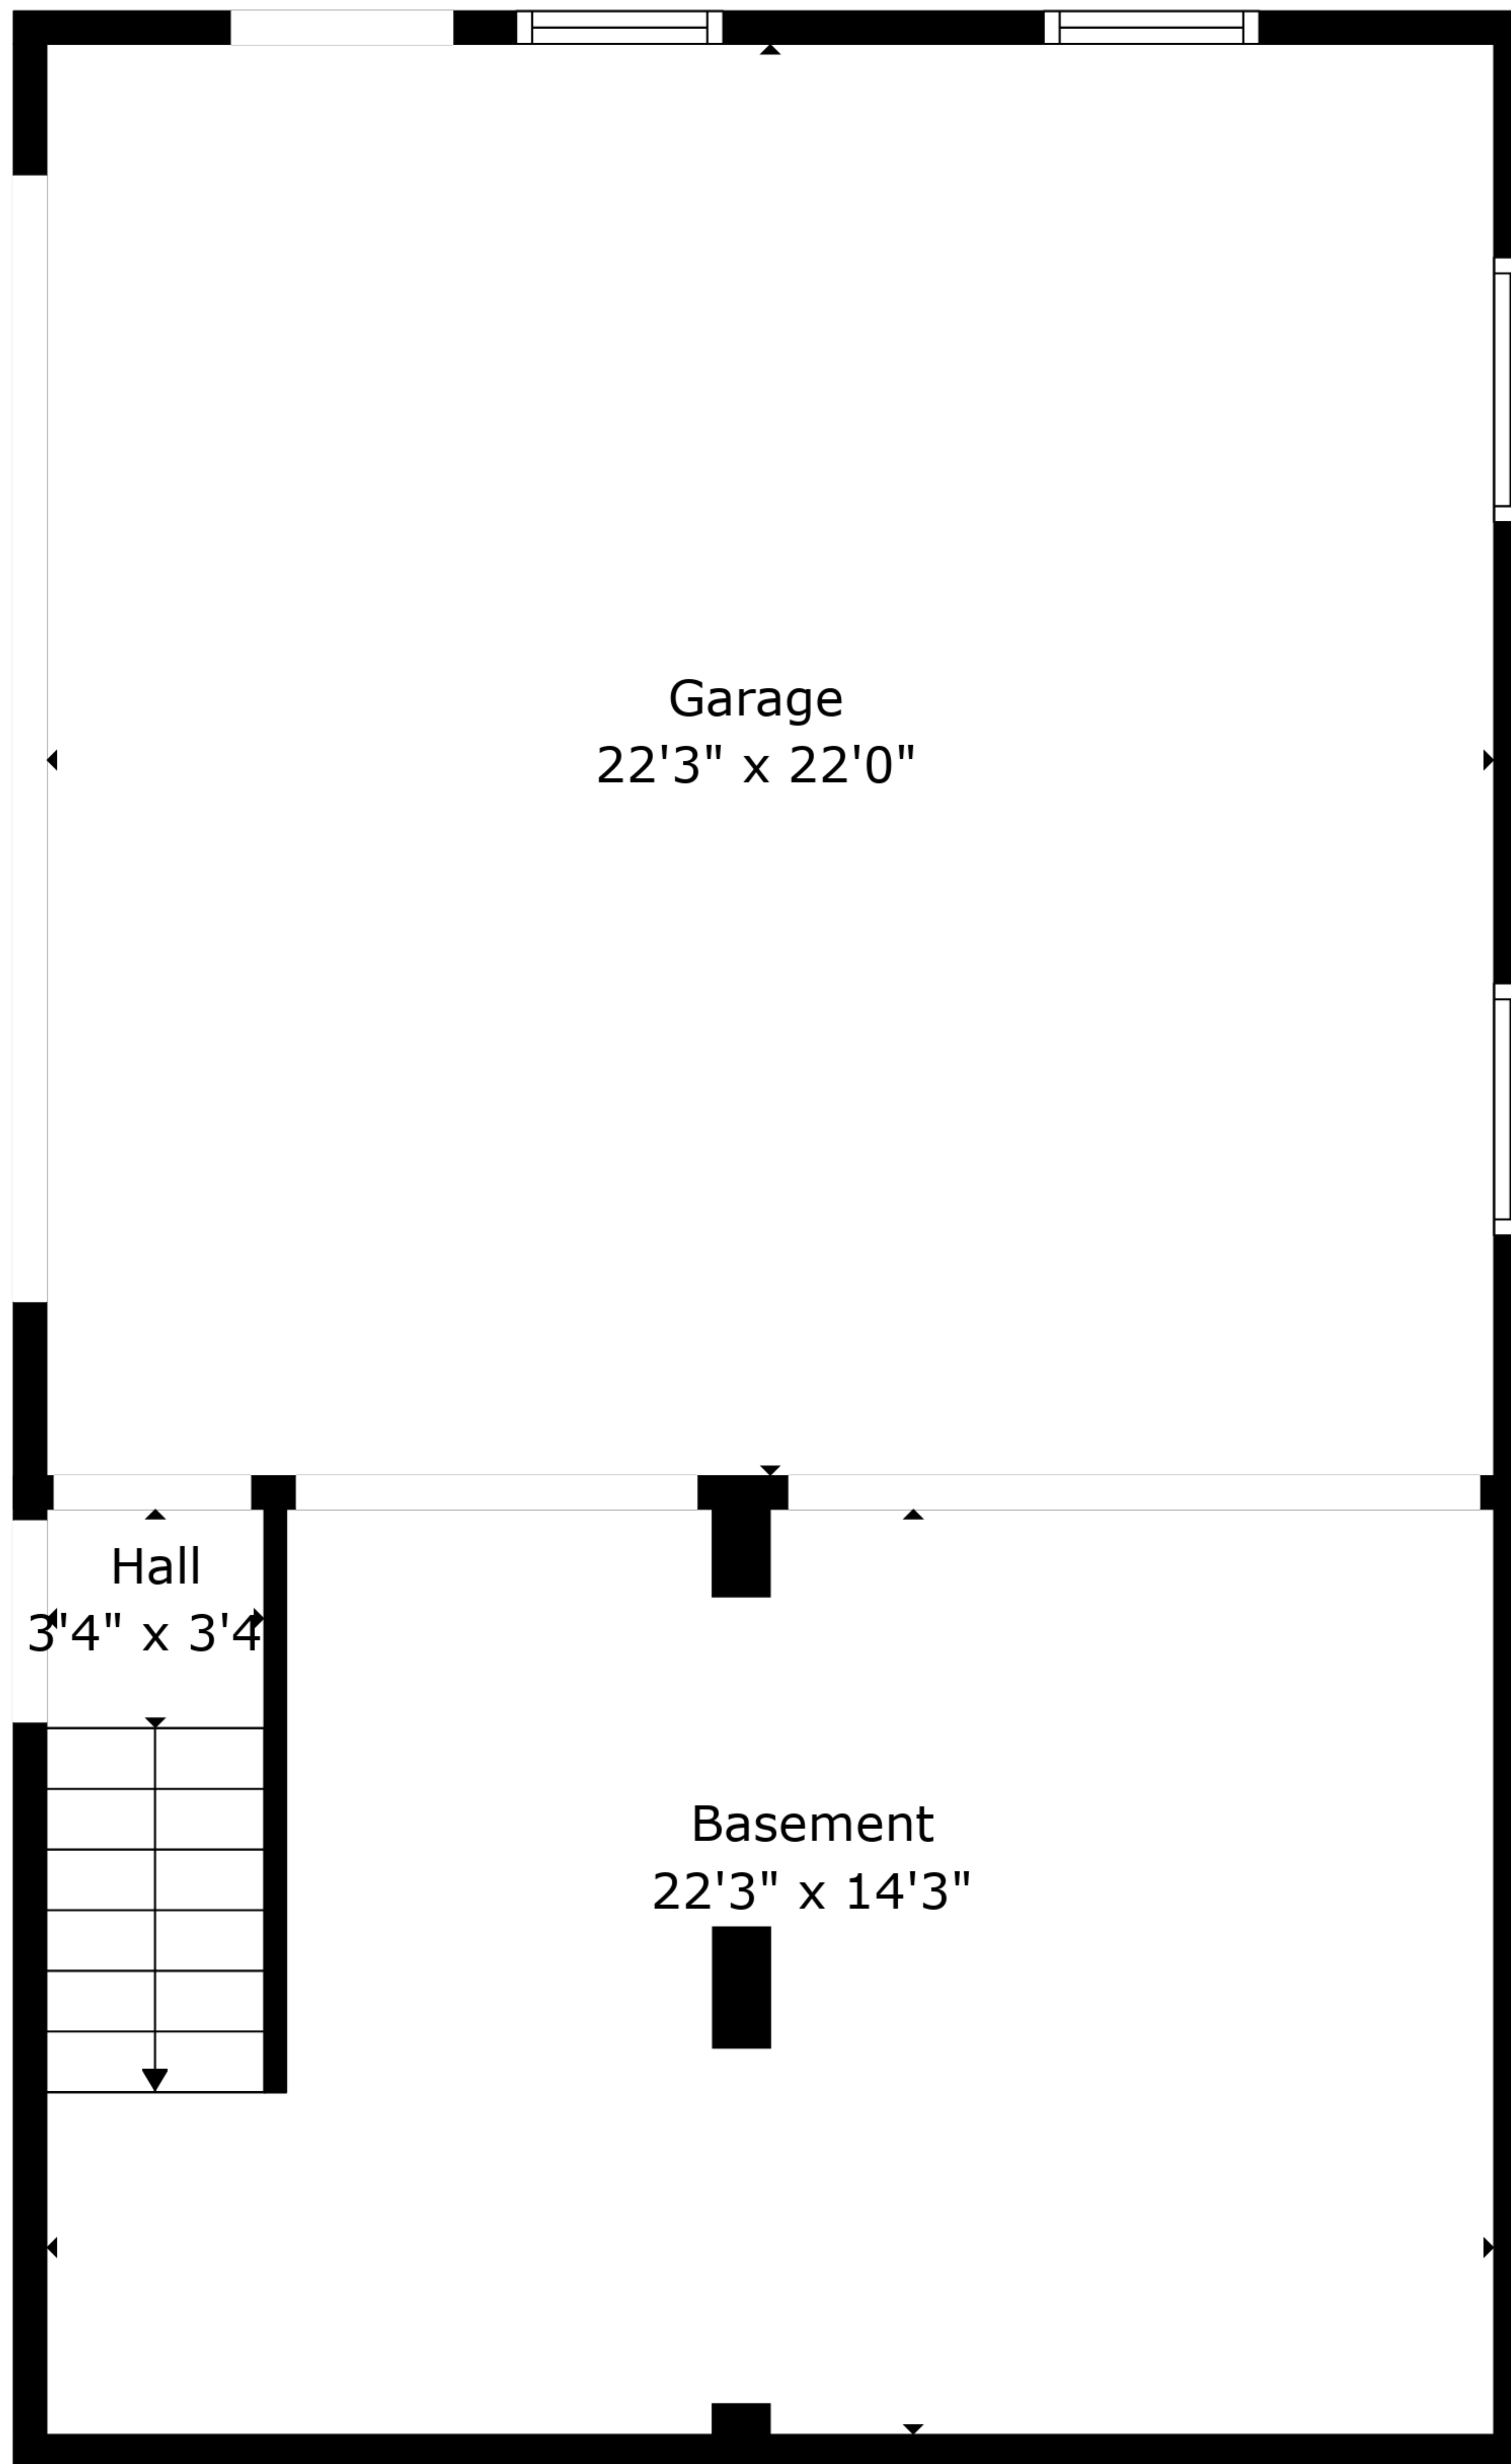 Garage
22'3" x 22'0"
Hall
3'4" x 3'4
Basement
22'3" x 14'3"